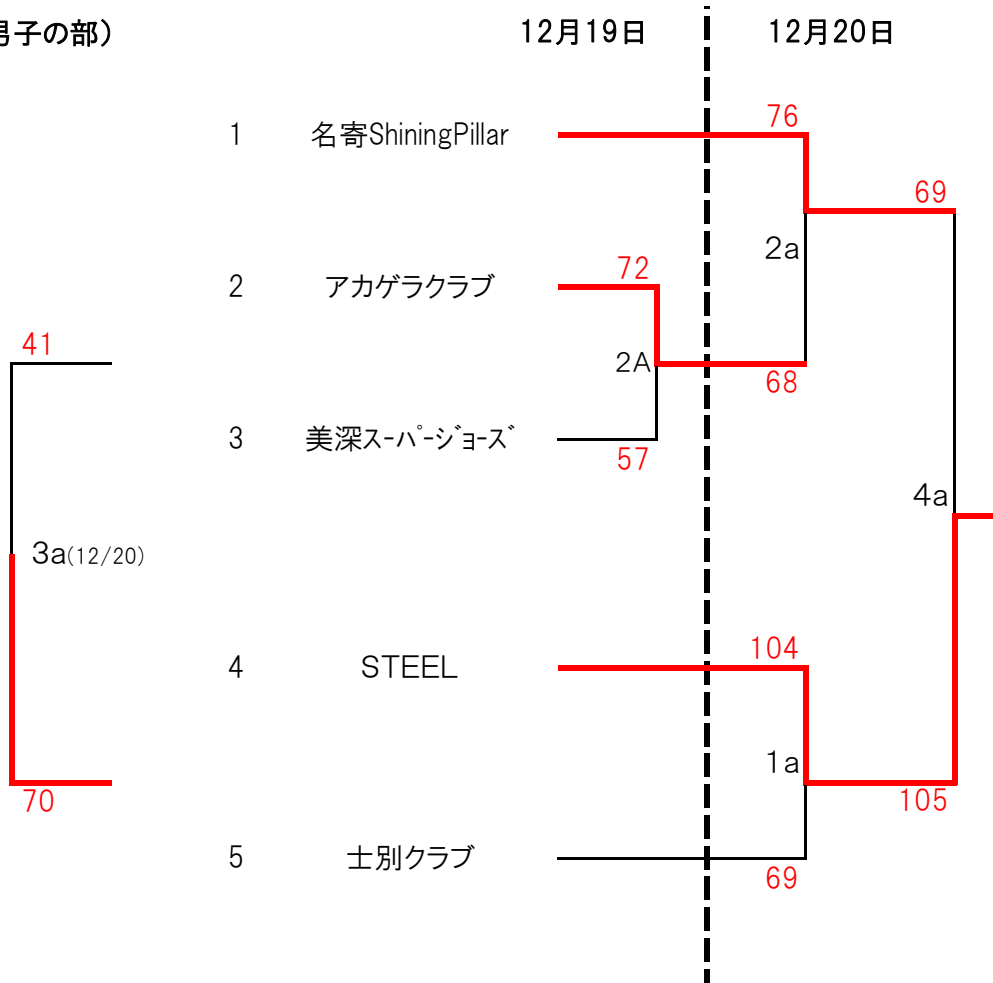 男子の部）
12月19日
12月20日
76
1 名寄ShiningPillar
69
2a
72
2 アカゲラクラブ
41
2A
68
3 美深ｽｰﾊﾟｰｼﾞｮｰｽﾞ
57
4a
3a(12/20)
104
4 STEEL
1a
70
105
5 士別クラブ
69